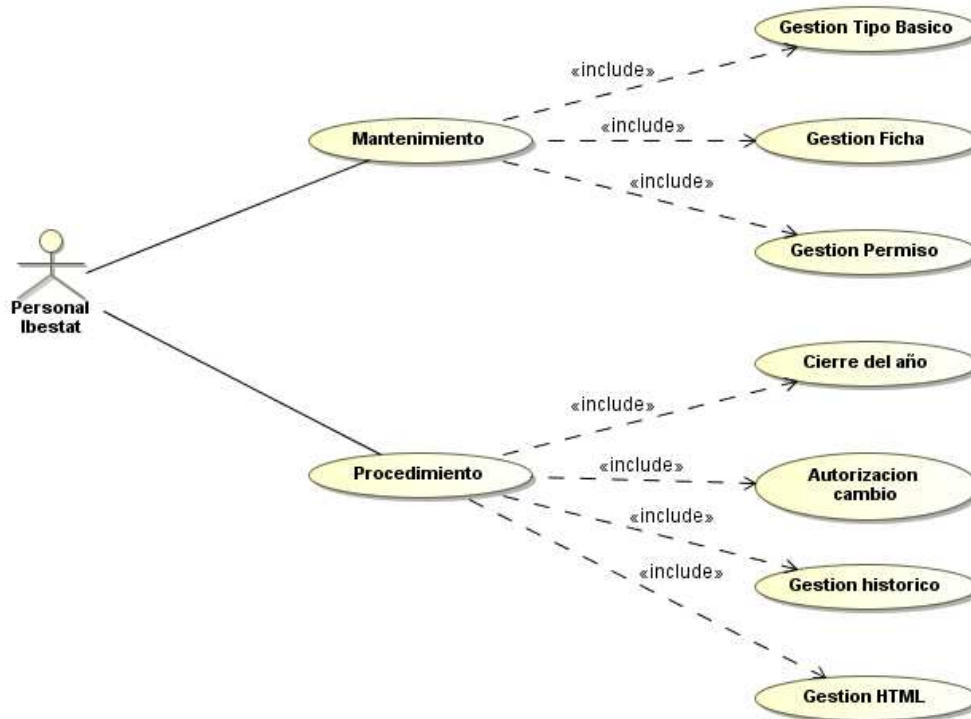 Gestion Tipo Basico
«include»
Mantenimiento
«include»
Gestion Ficha
«include»
Gestion Permiso
Personal
Ibestat
Cierre del año
«include»
Procedimiento
«include»
Autorizacion
cambio
«include»
Gestion historico
«include»
Gestion HTML